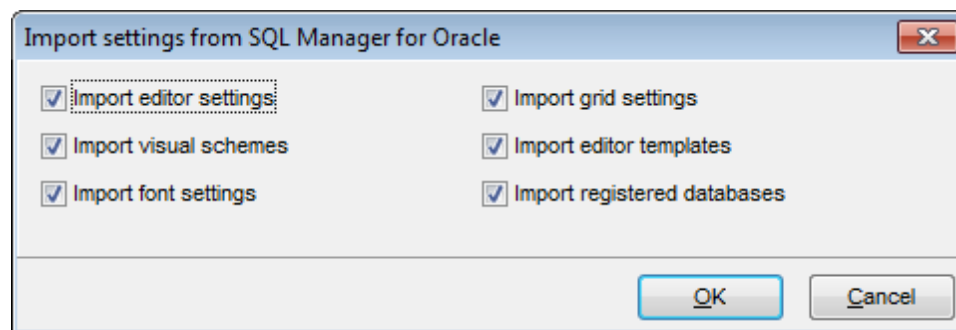 Import settings from SQL Manager for Oracle
Import editor settings
Import grid settings
Import visual schemes
Import editor templates
Import font settings
Import registered databases
OK
Cancel